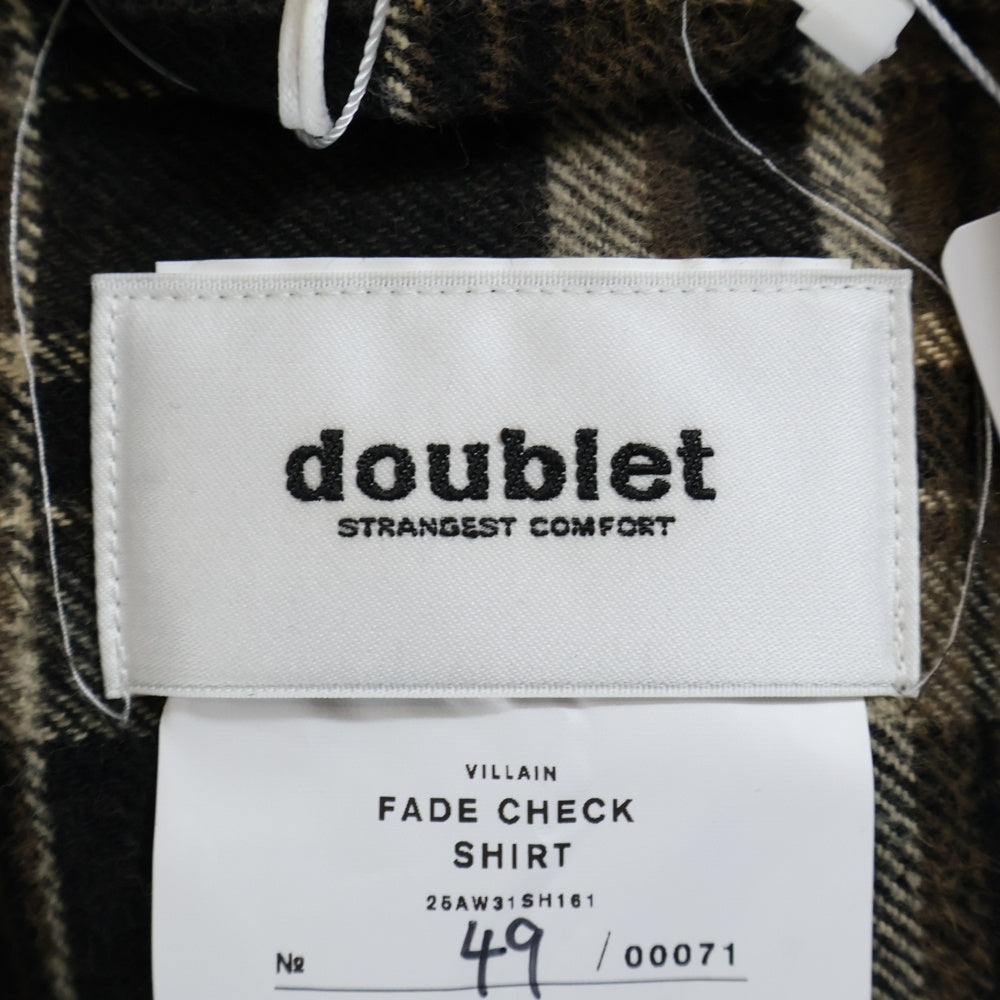 doublet
STRANGEST COMFORT
VILLAIN
FADE CHECK
SHIRT
25AW31SH161
№ 49 / 00071